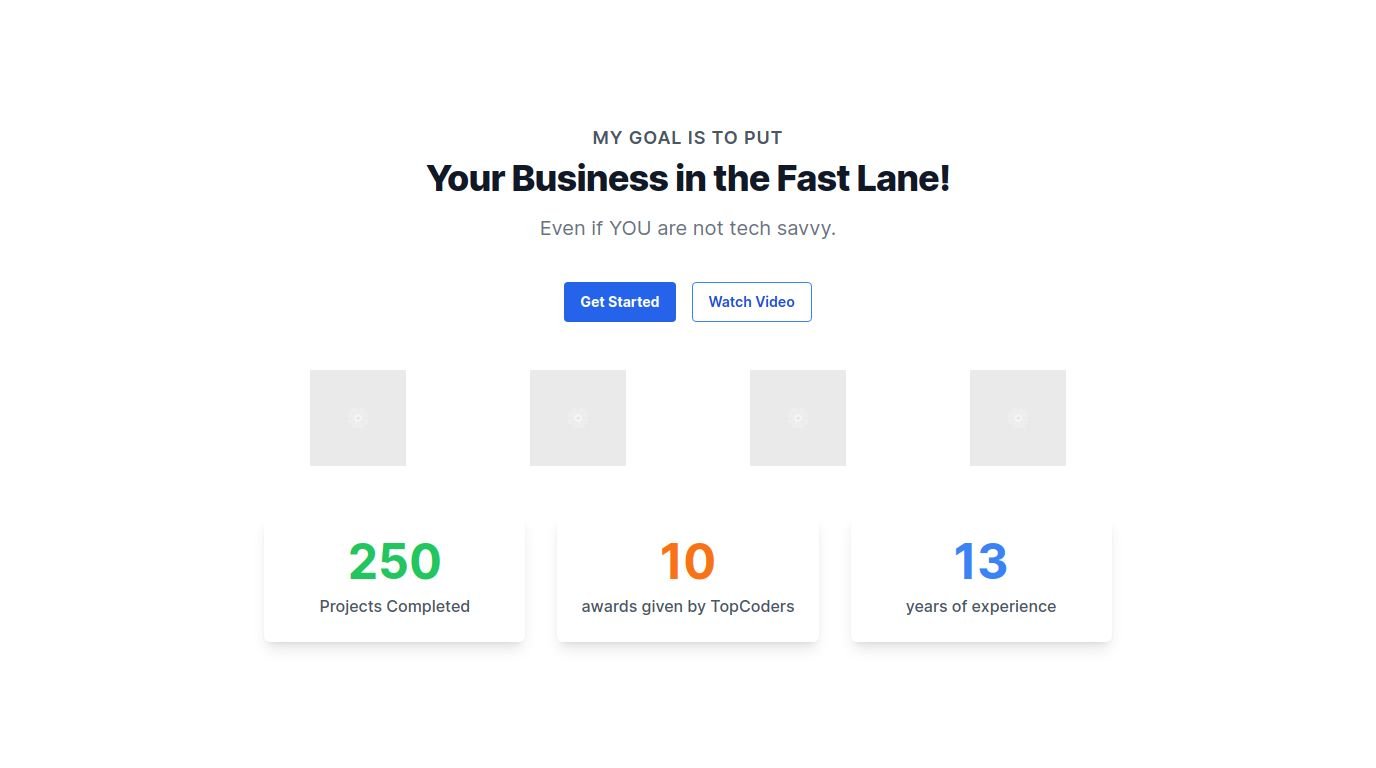 MY GOAL IS TO PUT
Your Business in the Fast Lane!
Even if YOU are not tech savvy.
Get Started
Watch Video
250
10
13
Projects Completed
awards given by TopCoders
years of experience